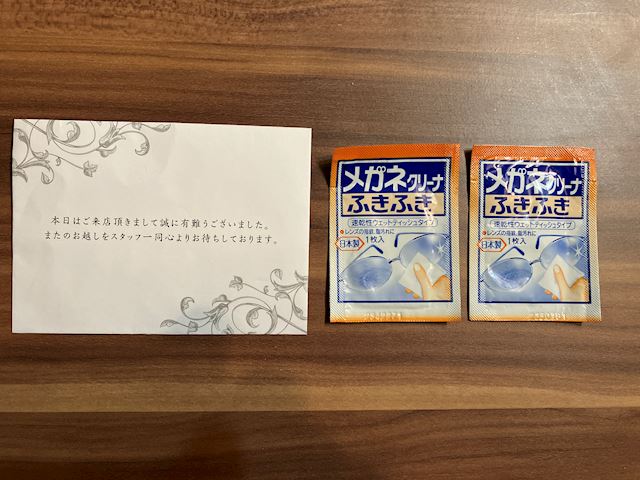 本日はご来店頂きまして誠に有難うございました。
またのお越しをスタッフ一同心よりお待ちしております。
メガネクリーナ
ふきふき
速乾性ウェットティッシュタイプ
●レンズの指紋、脂汚れに
日本製 1枚入
メガネクリーナ
ふきふき
速乾性ウェットティッシュタイプ
●レンズの指紋、脂汚れに
日本製 1枚入